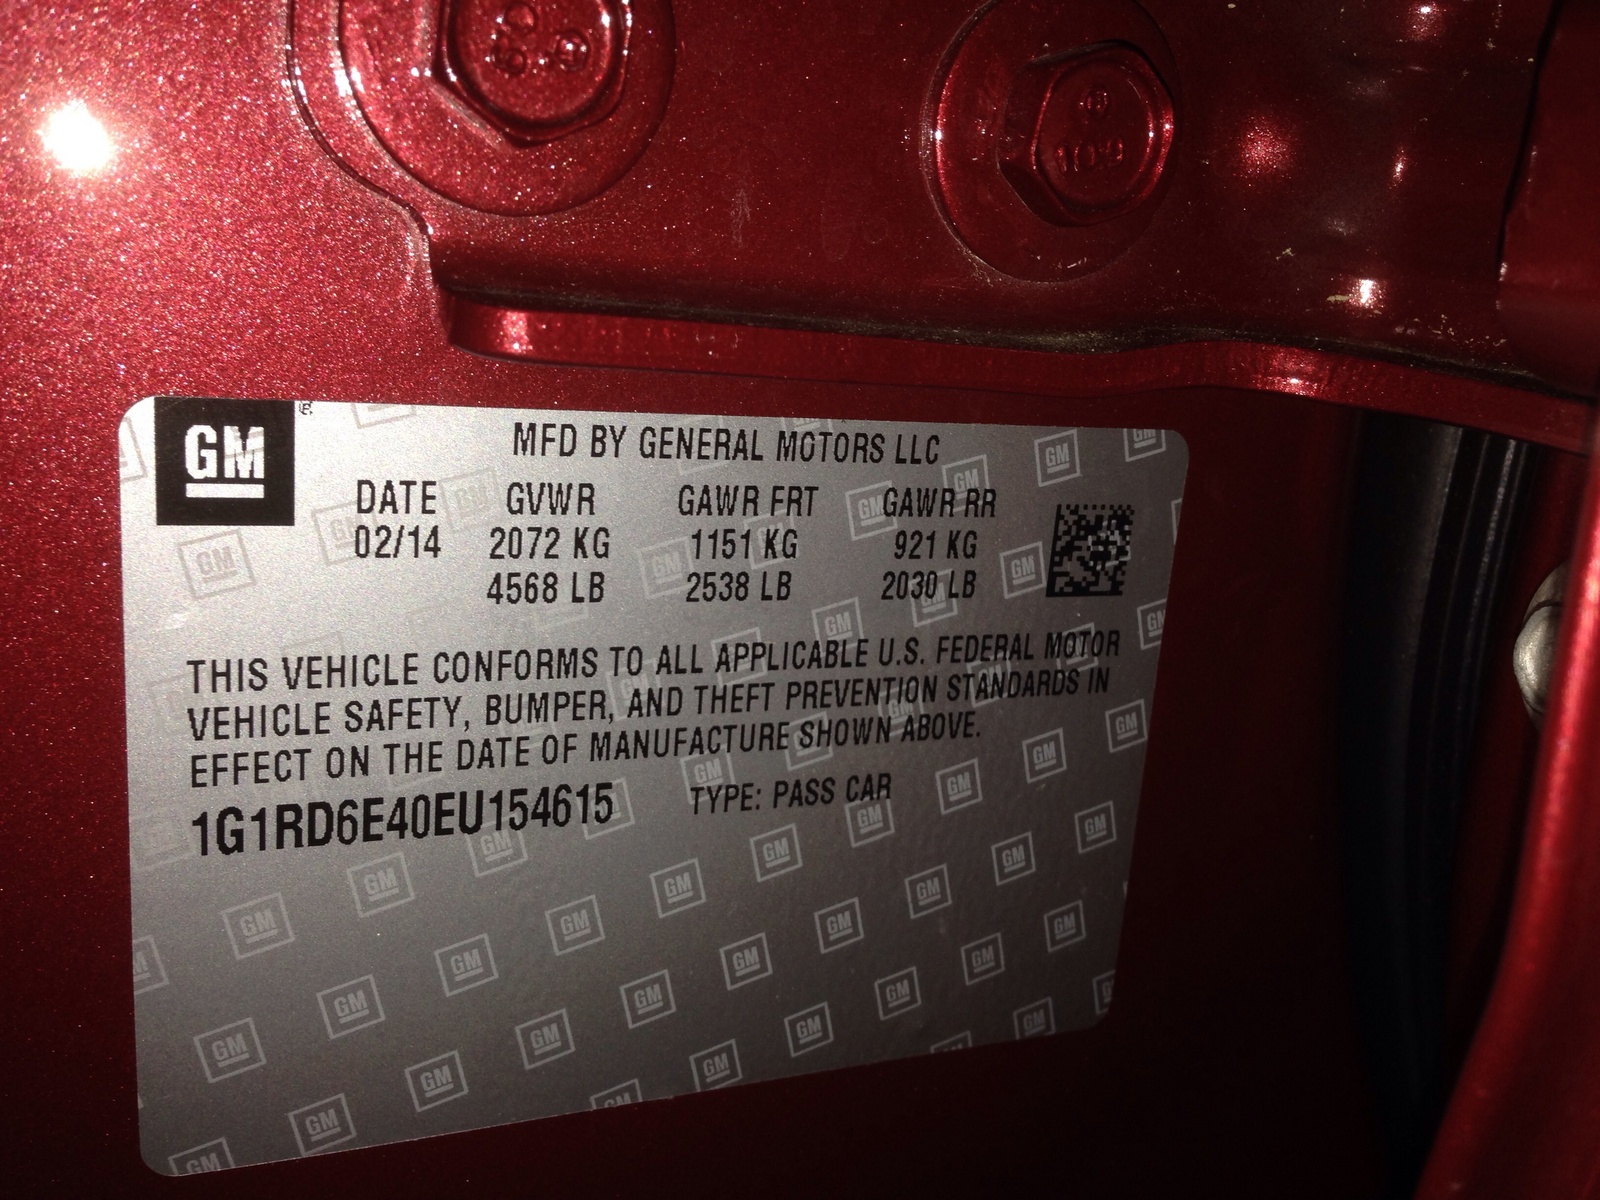 10.9
GM
MFD BY GENERAL MOTORS LLC
DATE GVWR GAWR FRT GAWR RR
02/14 2072 KG 1151 KG 921 KG
4568 LB 2538 LB 2030 LB
THIS VEHICLE CONFORMS TO ALL APPLICABLE U.S. FEDERAL MOTOR
VEHICLE SAFETY, BUMPER, AND THEFT PREVENTION STANDARDS IN
EFFECT ON THE DATE OF MANUFACTURE SHOWN ABOVE.
1G1RD6E40EU154615 TYPE: PASS CAR